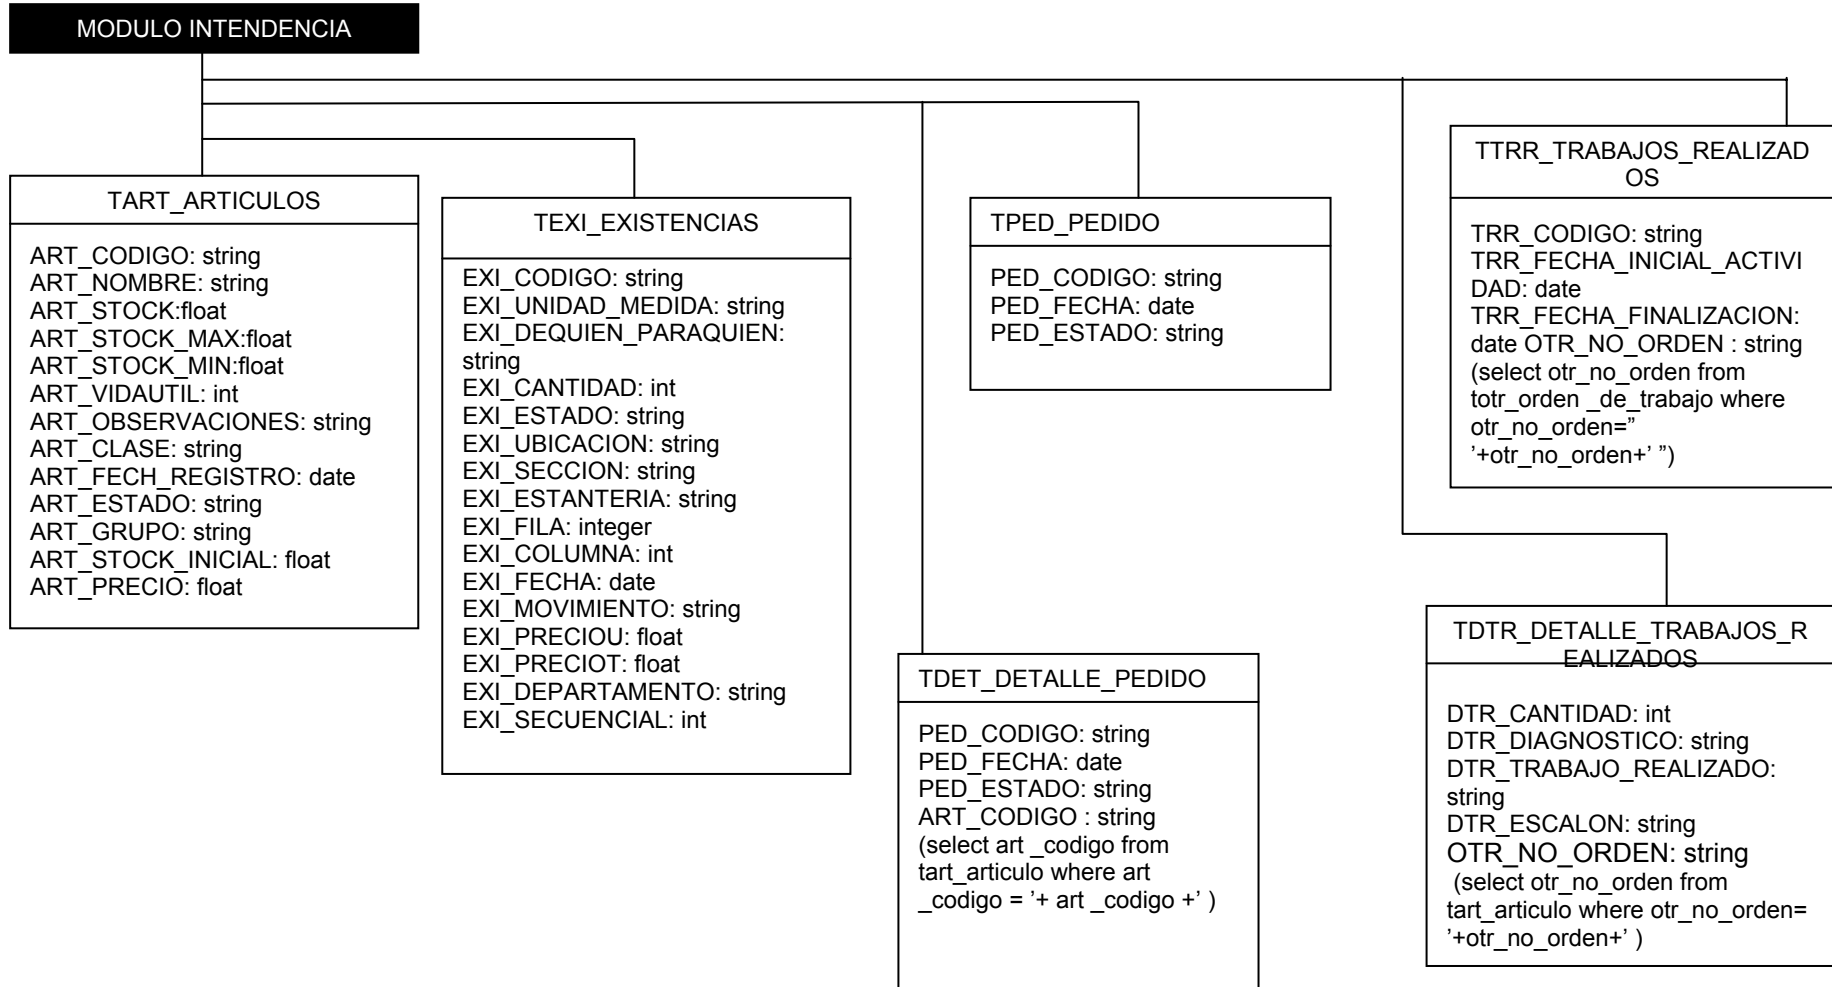 MODULO INTENDENCIA
TART_ARTICULOS
ART_CODIGO: string
ART_NOMBRE: string
ART_STOCK:float
ART_STOCK_MAX:float
ART_STOCK_MIN:float
ART_VIDAUTIL: int
ART_OBSERVACIONES: string
ART_CLASE: string
ART_FECH_REGISTRO: date
ART_ESTADO: string
ART_GRUPO: string
ART_STOCK_INICIAL: float
ART_PRECIO: float
TEXI_EXISTENCIAS
EXI_CODIGO: string
EXI_UNIDAD_MEDIDA: string
EXI_DEQUIEN_PARAQUIEN:
string
EXI_CANTIDAD: int
EXI_ESTADO: string
EXI_UBICACION: string
EXI_SECCION: string
EXI_ESTANTERIA: string
EXI_FILA: integer
EXI_COLUMNA: int
EXI_FECHA: date
EXI_MOVIMIENTO: string
EXI_PRECIOU: float
EXI_PRECIOT: float
EXI_DEPARTAMENTO: string
EXI_SECUENCIAL: int
TPED_PEDIDO
PED_CODIGO: string
PED_FECHA: date
PED_ESTADO: string
TDET_DETALLE_PEDIDO
PED_CODIGO: string
PED_FECHA: date
PED_ESTADO: string
ART_CODIGO : string
(select art _codigo from
tart_articulo where art
_codigo = '+ art _codigo +' )
TTRR_TRABAJOS_REALIZAD
OS
TRR_CODIGO: string
TRR_FECHA_INICIAL_ACTIVI
DAD: date
TRR_FECHA_FINALIZACION:
date OTR_NO_ORDEN : string
(select otr_no_orden from
totr_orden _de_trabajo where
otr_no_orden=”
’+otr_no_orden+’ ”)
TDTR_DETALLE_TRABAJOS_R
EALIZADOS
DTR_CANTIDAD: int
DTR_DIAGNOSTICO: string
DTR_TRABAJO_REALIZADO:
string
DTR_ESCALON: string
OTR_NO_ORDEN: string
(select otr_no_orden from
tart_articulo where otr_no_orden=
’+otr_no_orden+’ )